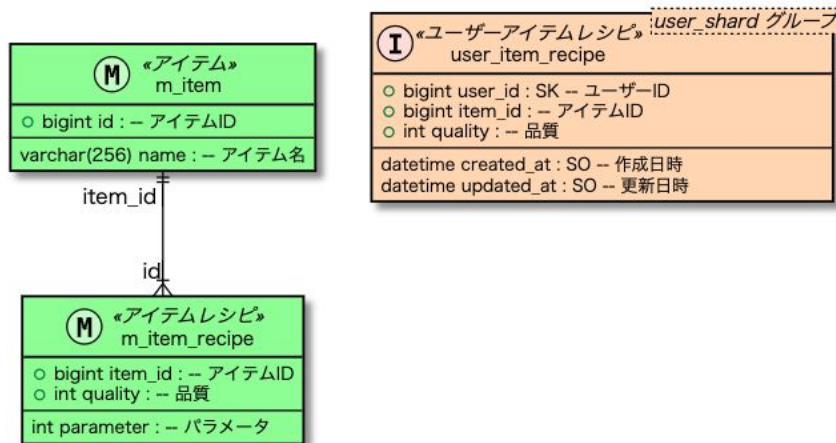 M
«アイテム»
m_item
bigint id : -- アイテムID
varchar(256) name : -- アイテム名
item_id
id
M
«アイテムレシピ»
m_item_recipe
bigint item_id : -- アイテムID
int quality : -- 品質
int parameter : -- パラメータ
user_shard グループ
I
«ユーザーアイテムレシピ»
user_item_recipe
bigint user_id : SK -- ユーザーID
bigint item_id : -- アイテムID
int quality : -- 品質
datetime created_at : SO -- 作成日時
datetime updated_at : SO -- 更新日時